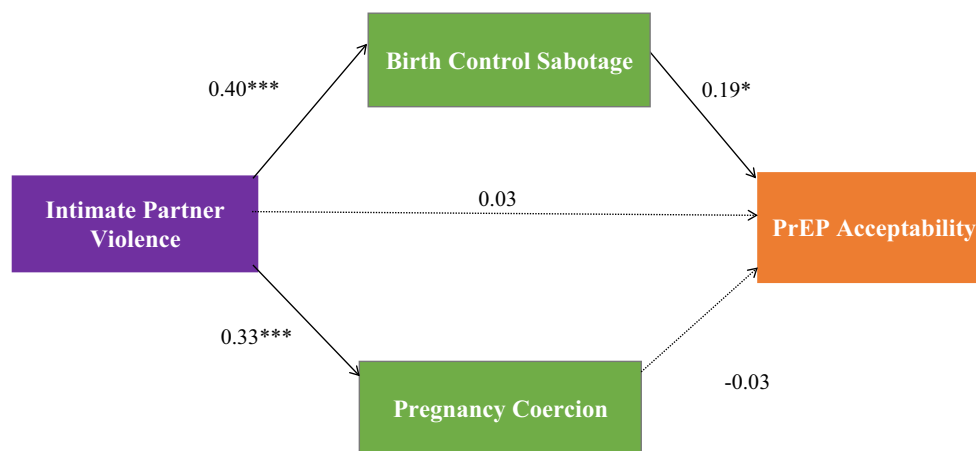 Birth Control Sabotage
0.40***
0.19*
Intimate Partner
Violence
0.03
PrEP Acceptability
0.33***
-0.03
Pregnancy Coercion